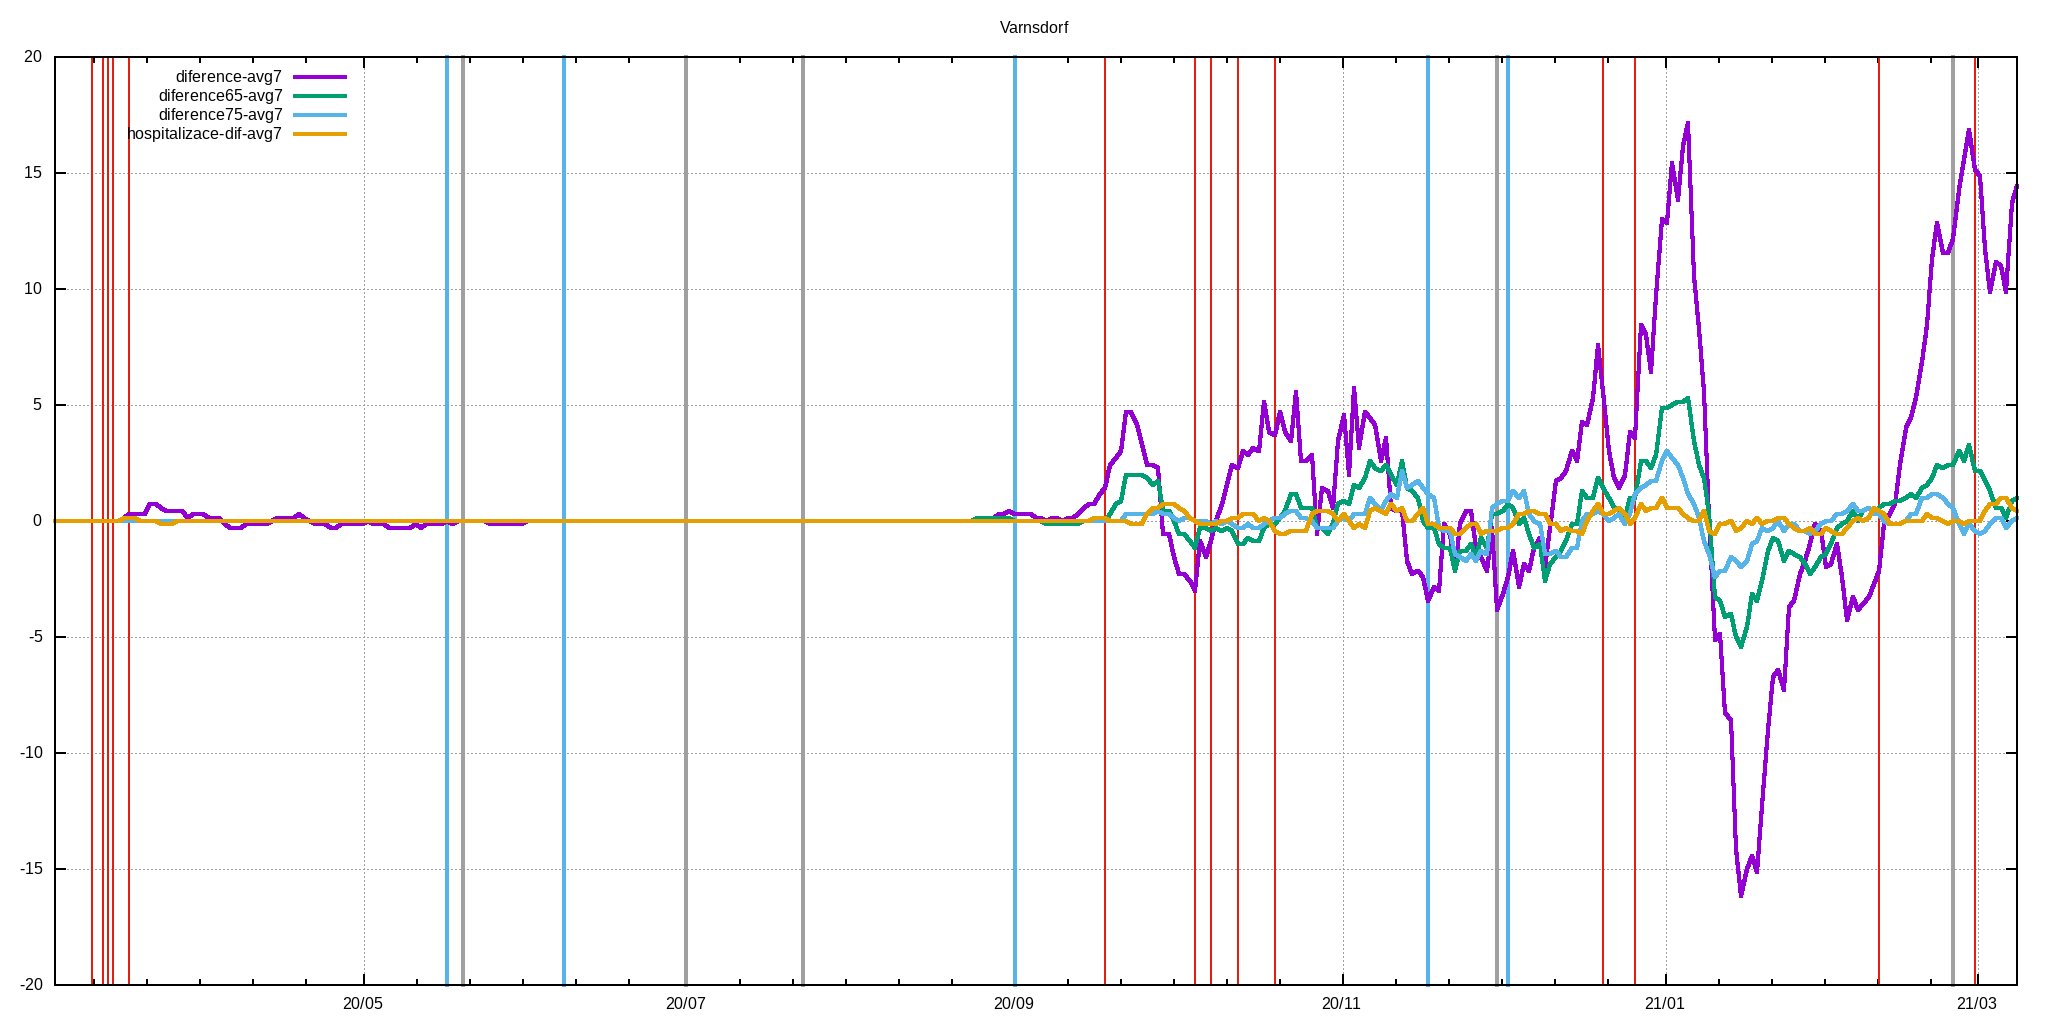 Varnsdorf
diference-avg7
diference65-avg7
diference75-avg7
hospitalizace-dif-avg7
20
15
10
5
0
-5
-10
-15
-20
20/05 20/07 20/09 20/11 21/01 21/03